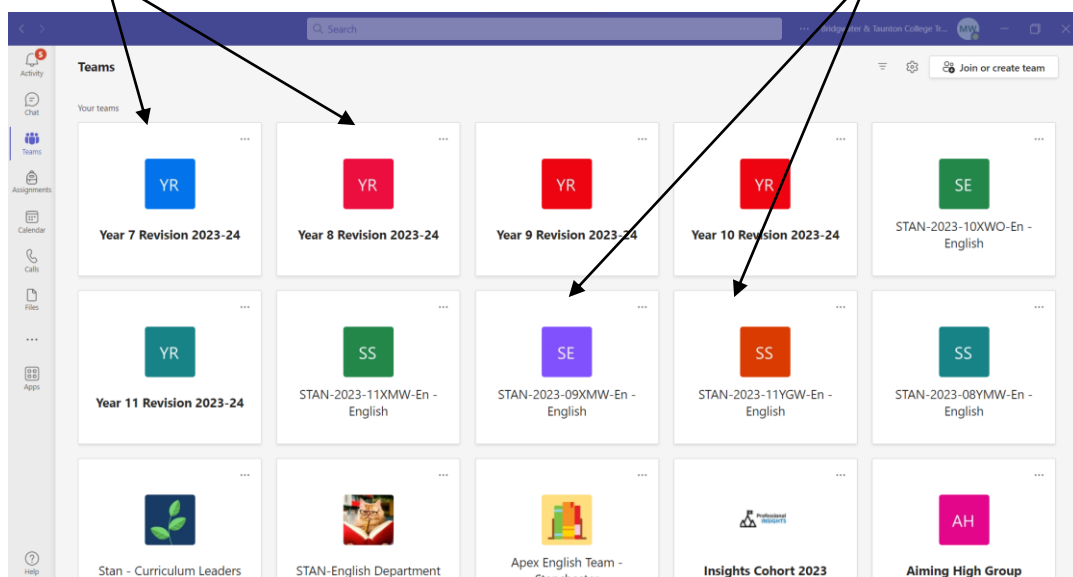 Search
Bridgwater & Taunton College Tr...
MW
5
Activity
Chat
Teams
Assignments
Calendar
Calls
Files
Apps
Help
Teams
Join or create team
Your teams
YR
Year 7 Revision 2023-24
YR
Year 8 Revision 2023-24
YR
Year 9 Revision 2023-24
YR
Year 10 Revision 2023-24
SE
STAN-2023-10XWO-En -
English
YR
Year 11 Revision 2023-24
SS
STAN-2023-11XMW-En -
English
SE
STAN-2023-09XMW-En -
English
SS
STAN-2023-11YGW-En -
English
SS
STAN-2023-08YMW-En -
English
Stan - Curriculum Leaders
STAN-English Department
Apex English Team -
Professional
INSIGHTS
Insights Cohort 2023
AH
Aiming High Group